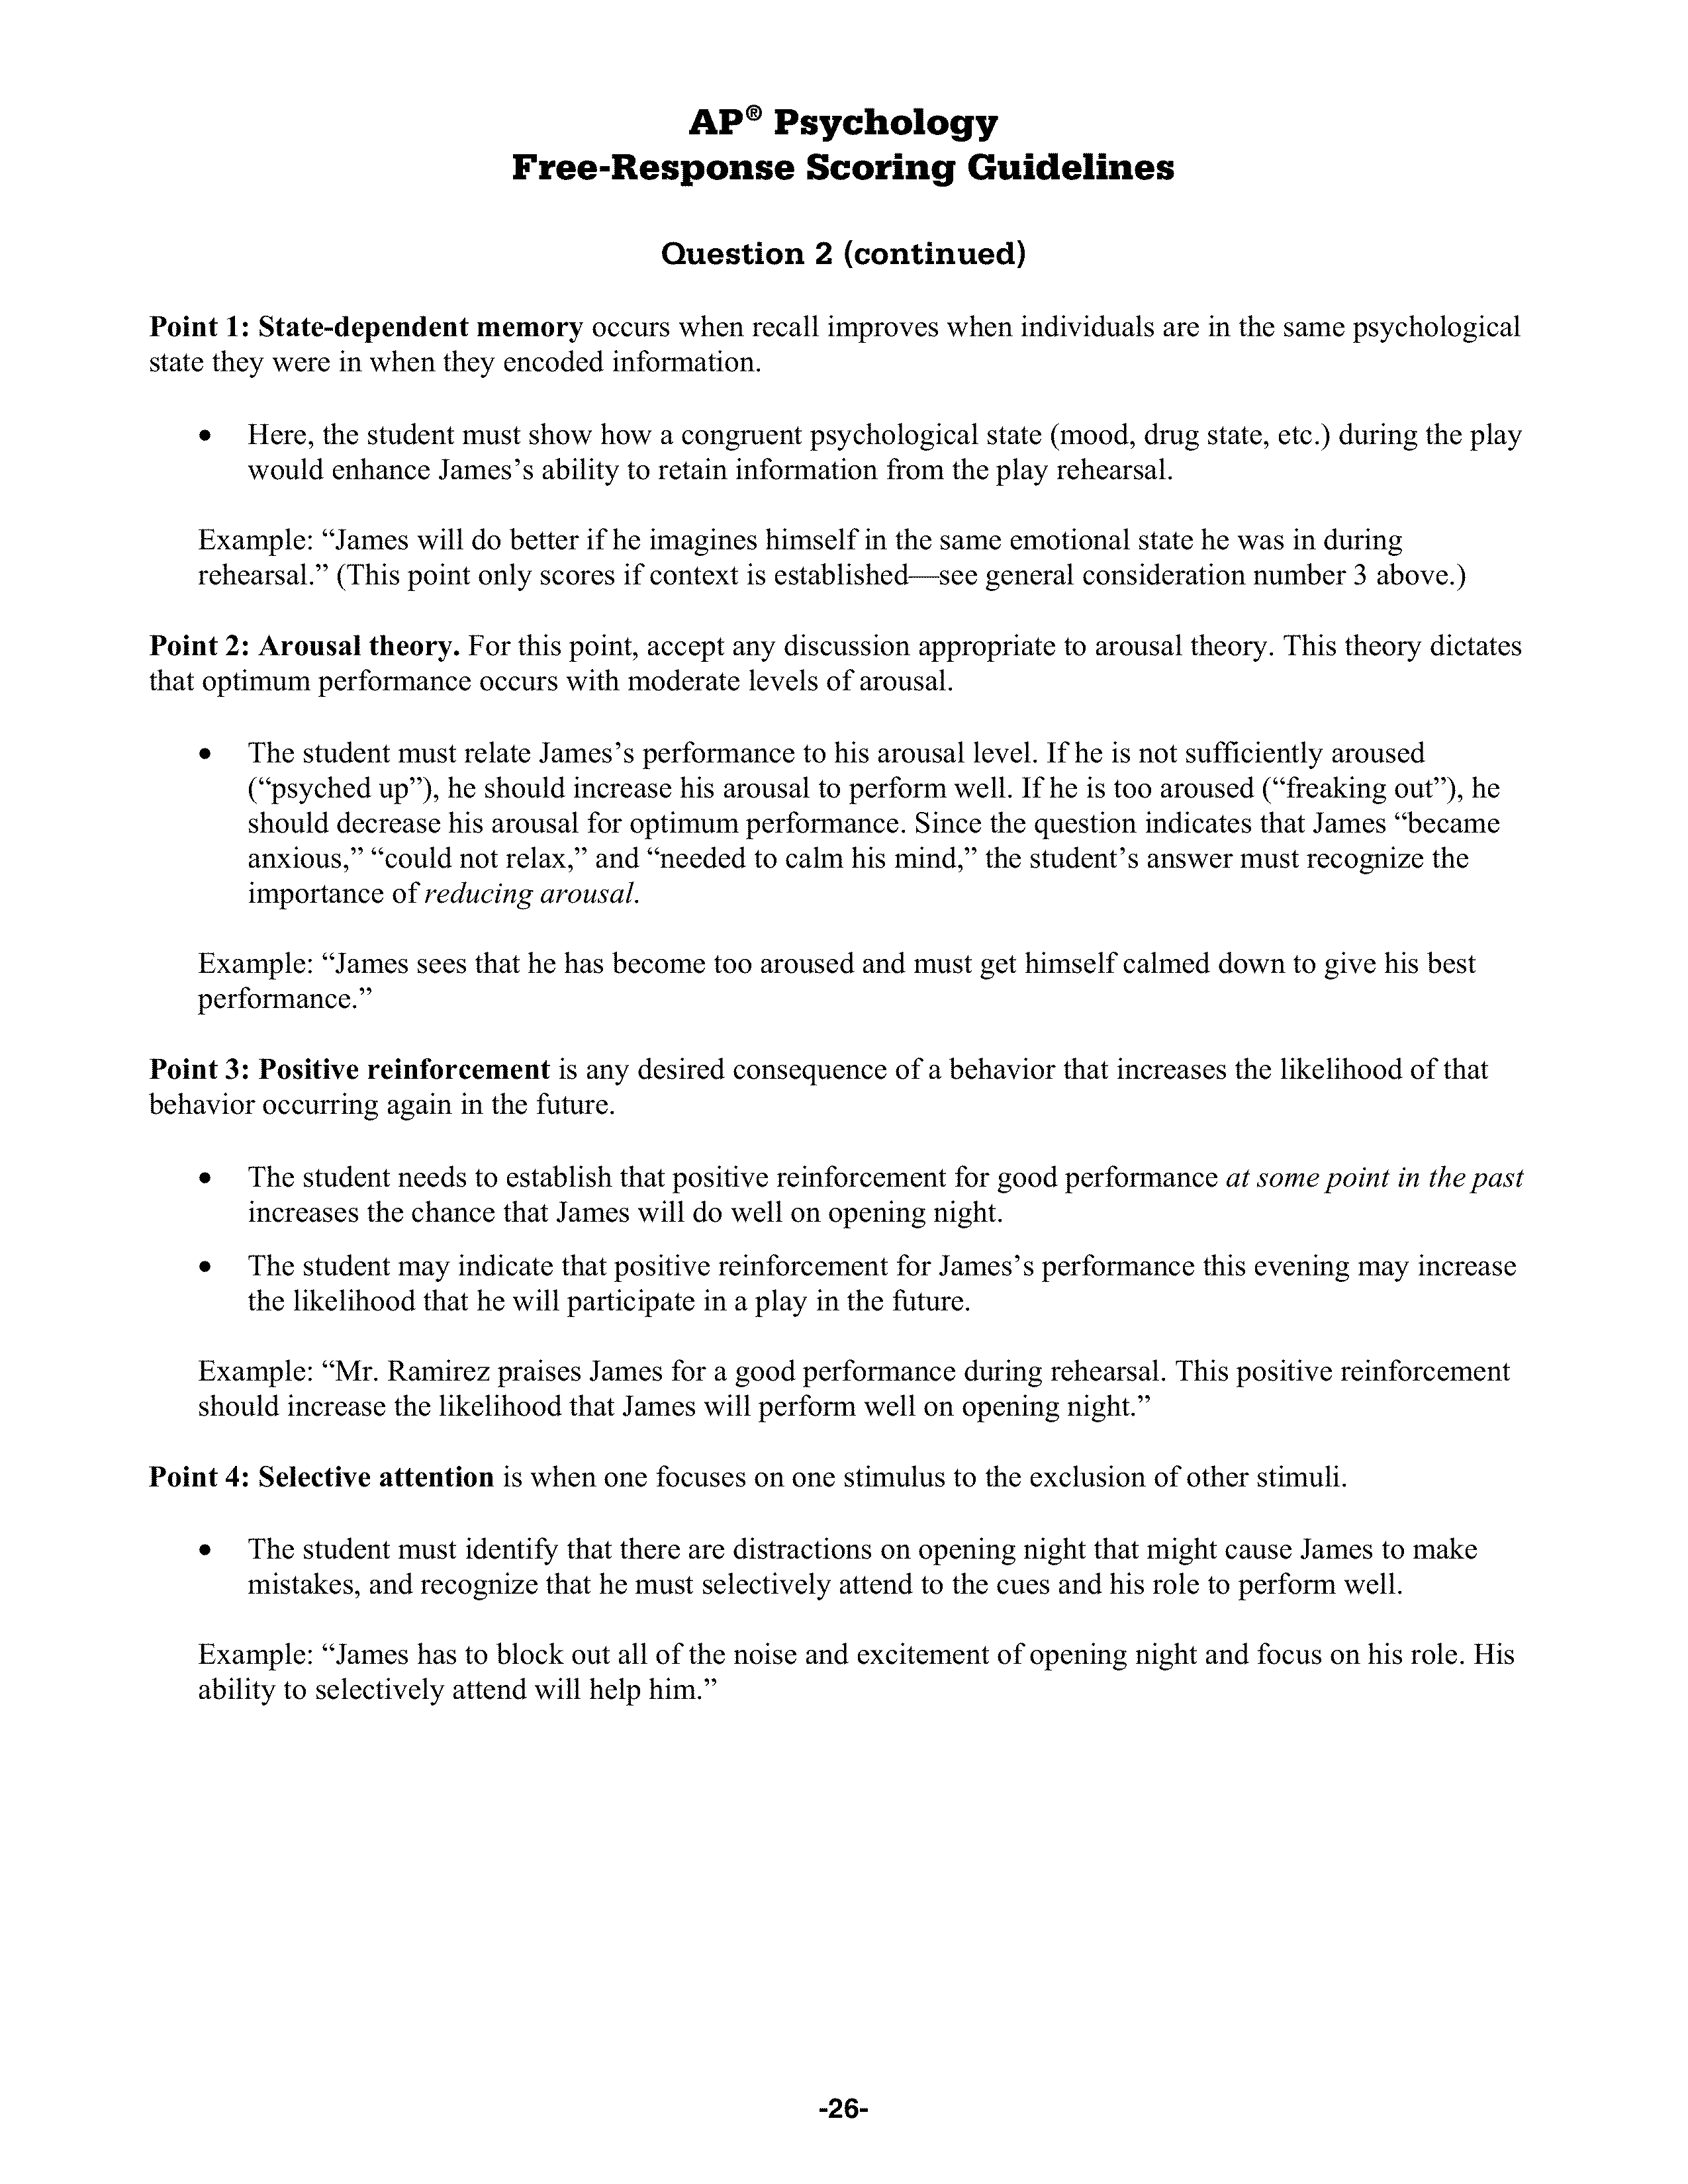 AP® Psychology
Free-Response Scoring Guidelines
Question 2 (continued)
Point 1: State-dependent memory occurs when recall improves when individuals are in the same psychological
state they were in when they encoded information.
• Here, the student must show how a congruent psychological state (mood, drug state, etc.) during the play
would enhance James’s ability to retain information from the play rehearsal.
Example: “James will do better if he imagines himself in the same emotional state he was in during
rehearsal.” (This point only scores if context is established—see general consideration number 3 above.)
Point 2: Arousal theory. For this point, accept any discussion appropriate to arousal theory. This theory dictates
that optimum performance occurs with moderate levels of arousal.
• The student must relate James’s performance to his arousal level. If he is not sufficiently aroused
(“psyched up”), he should increase his arousal to perform well. If he is too aroused (“freaking out”), he
should decrease his arousal for optimum performance. Since the question indicates that James “became
anxious,” “could not relax,” and “needed to calm his mind,” the student’s answer must recognize the
importance of reducing arousal.
Example: “James sees that he has become too aroused and must get himself calmed down to give his best
performance.”
Point 3: Positive reinforcement is any desired consequence of a behavior that increases the likelihood of that
behavior occurring again in the future.
• The student needs to establish that positive reinforcement for good performance at some point in the past
increases the chance that James will do well on opening night.
• The student may indicate that positive reinforcement for James’s performance this evening may increase
the likelihood that he will participate in a play in the future.
Example: “Mr. Ramirez praises James for a good performance during rehearsal. This positive reinforcement
should increase the likelihood that James will perform well on opening night.”
Point 4: Selective attention is when one focuses on one stimulus to the exclusion of other stimuli.
• The student must identify that there are distractions on opening night that might cause James to make
mistakes, and recognize that he must selectively attend to the cues and his role to perform well.
Example: “James has to block out all of the noise and excitement of opening night and focus on his role. His
ability to selectively attend will help him.”
-26-